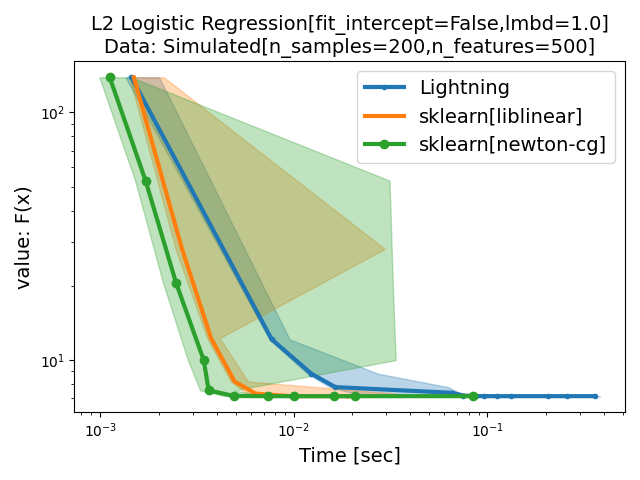 L2 Logistic Regression[fit_intercept=False,lmbd=1.0]
Data: Simulated[n_samples=200,n_features=500]
Lightning
sklearn[liblinear]
sklearn[newton-cg]
value: F(x)
10²
10¹
10⁻³
10⁻²
10⁻¹
Time [sec]